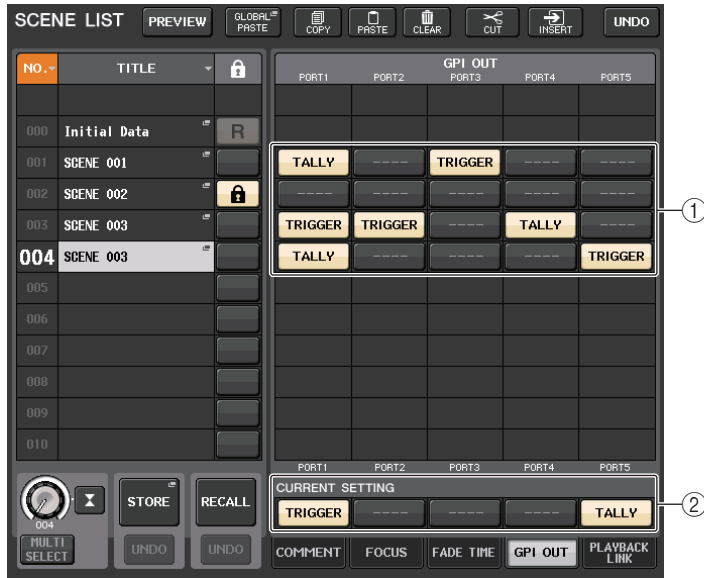 SCENE LIST PREVIEW GLOBAL PASTE COPY PASTE CLEAR CUT INSERT UNDO
NO. TITLE GPI OUT
PORT1 PORT2 PORT3 PORT4 PORT5
000 Initial Data R
001 SCENE 001 TALLY ---- TRIGGER ---- ----
002 SCENE 002 ---- ---- ---- ---- ----
003 SCENE 003 TRIGGER TRIGGER ---- TALLY ----
004 SCENE 003 TALLY ---- ---- ---- TRIGGER
005
006
007
008
009
010
①
PORT1 PORT2 PORT3 PORT4 PORT5
CURRENT SETTING
TRIGGER ---- ---- ---- TALLY
②
004 STORE RECALL
MULTI SELECT UNDO UNDO
COMMENT FOCUS FADE TIME GPI OUT PLAYBACK LINK